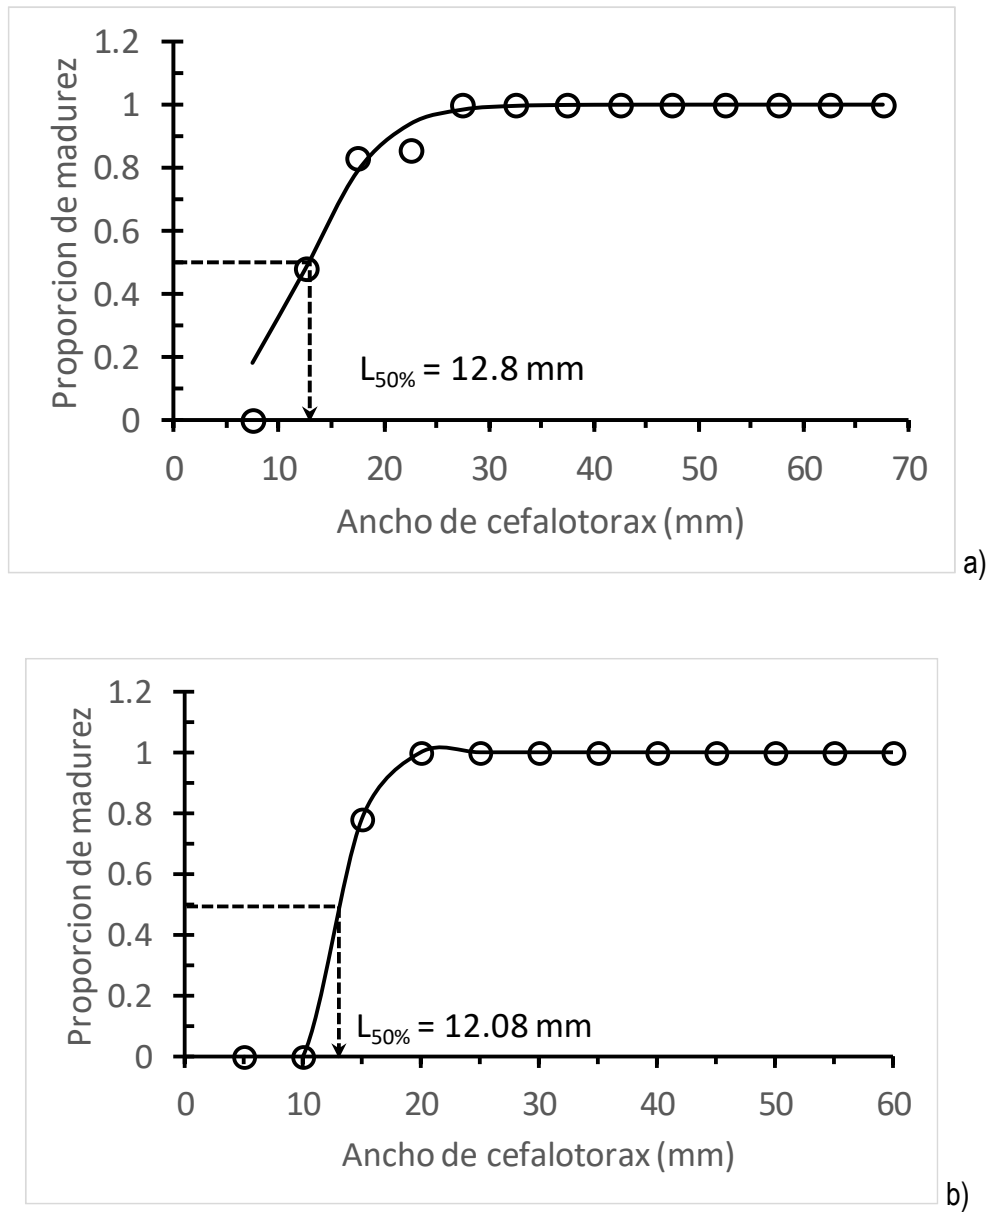 1.2
1
0.8
0.6
0.4
0.2
0
Proporcion de madurez
L50% = 12.8 mm
0 10 20 30 40 50 60 70
Ancho de cefalotorax (mm)
a)
1.2
1
0.8
0.6
0.4
0.2
0
Proporcion de madurez
L50% = 12.08 mm
0 10 20 30 40 50 60
Ancho de cefalotorax (mm)
b)